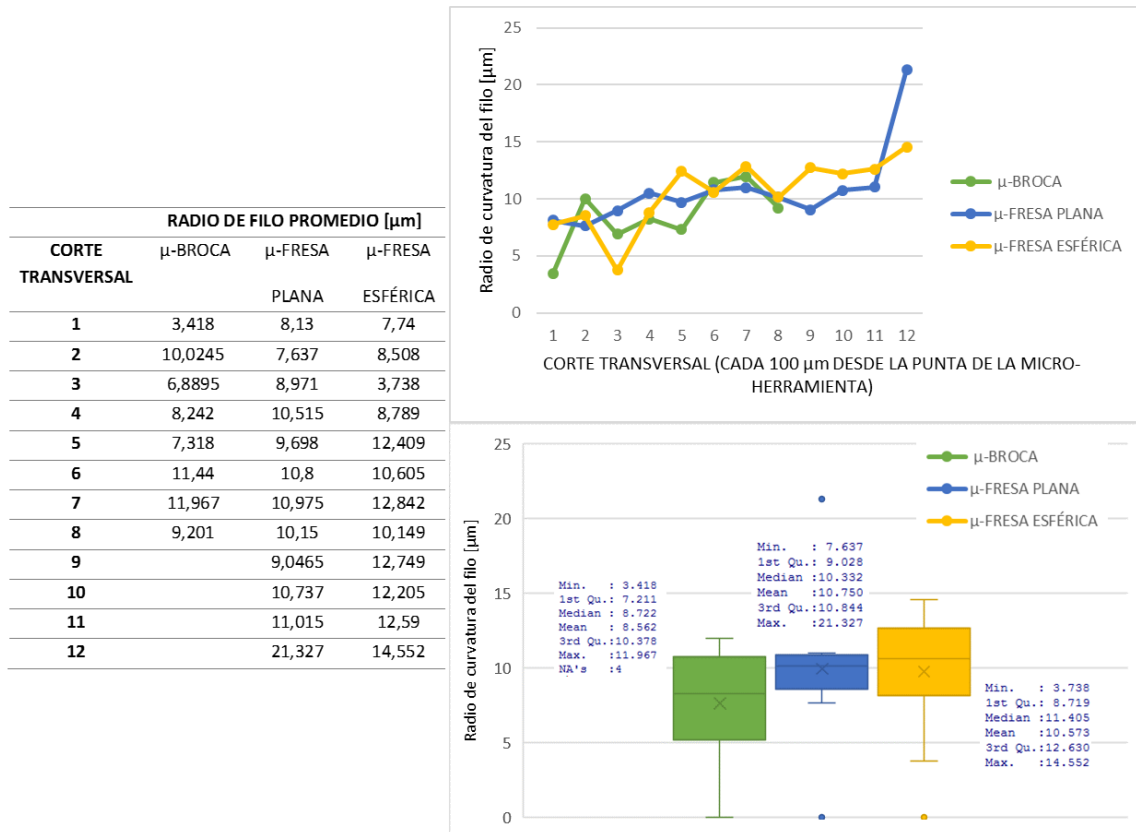 RADIO DE FILO PROMEDIO [µm]
CORTE TRANSVERSAL µ-BROCA µ-FRESA PLANA µ-FRESA ESFÉRICA
1 3,418 8,13 7,74
2 10,0245 7,637 8,508
3 6,8895 8,971 3,738
4 8,242 10,515 8,789
5 7,318 9,698 12,409
6 11,44 10,8 10,605
7 11,967 10,975 12,842
8 9,201 10,15 10,149
9 9,0465 12,749
10 10,737 12,205
11 11,015 12,59
12 21,327 14,552
Radio de curvatura del filo [µm]
25
20
15
10
5
0
1 2 3 4 5 6 7 8 9 10 11 12
CORTE TRANSVERSAL (CADA 100 µm DESDE LA PUNTA DE LA MICRO-
HERRAMIENTA)
µ-BROCA
µ-FRESA PLANA
µ-FRESA ESFÉRICA
Radio de curvatura del filo [µm]
25
20
15
10
5
0
µ-BROCA
µ-FRESA PLANA
µ-FRESA ESFÉRICA
Min. : 3.418
1st Qu.: 7.211
Median : 8.722
Mean : 8.562
3rd Qu.:10.378
Max. :11.967
NA's :4
Min. : 7.637
1st Qu.: 9.028
Median :10.332
Mean :10.750
3rd Qu.:10.844
Max. :21.327
Min. : 3.738
1st Qu.: 8.719
Median :11.405
Mean :10.573
3rd Qu.:12.630
Max. :14.552